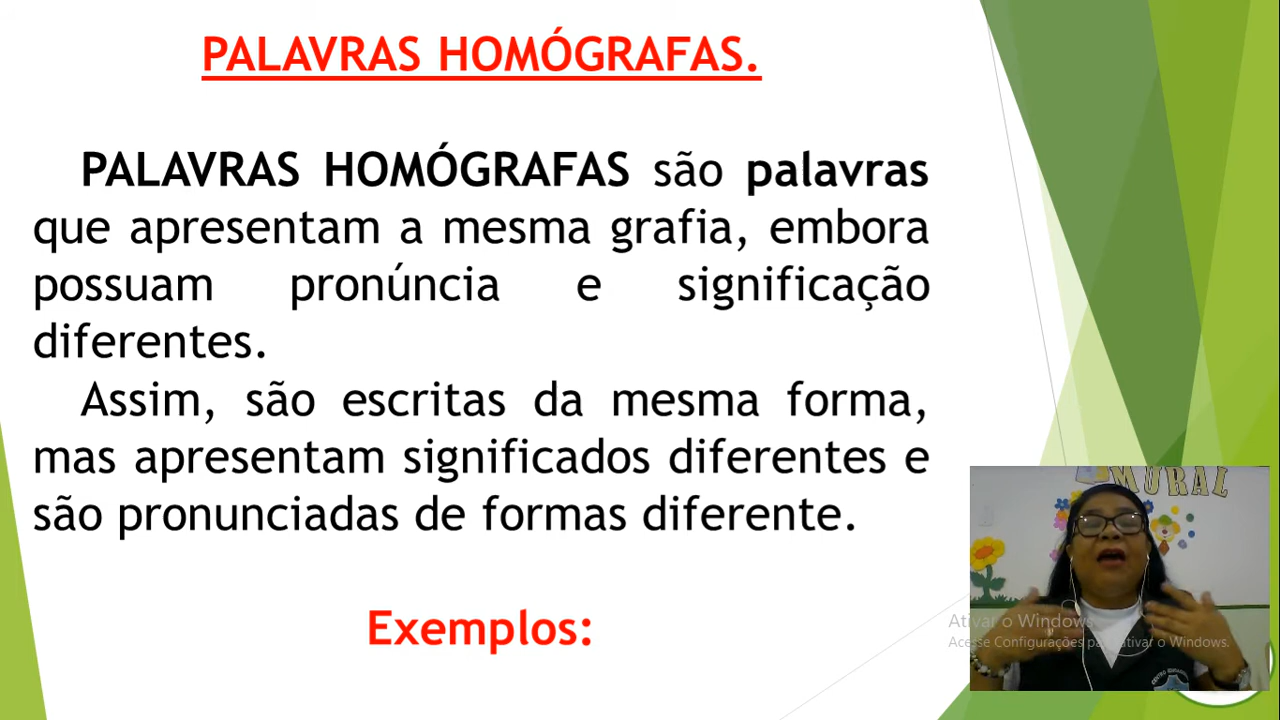 PALAVRAS HOMÓGRAFAS.
PALAVRAS HOMÓGRAFAS são palavras
que apresentam a mesma grafia, embora
possuam pronúncia e significação
diferentes.
Assim, são escritas da mesma forma,
mas apresentam significados diferentes e
são pronunciadas de formas diferente.
Exemplos:
MURAL
Ativar o Windows
Acesse Configurações para ativar o Windows.